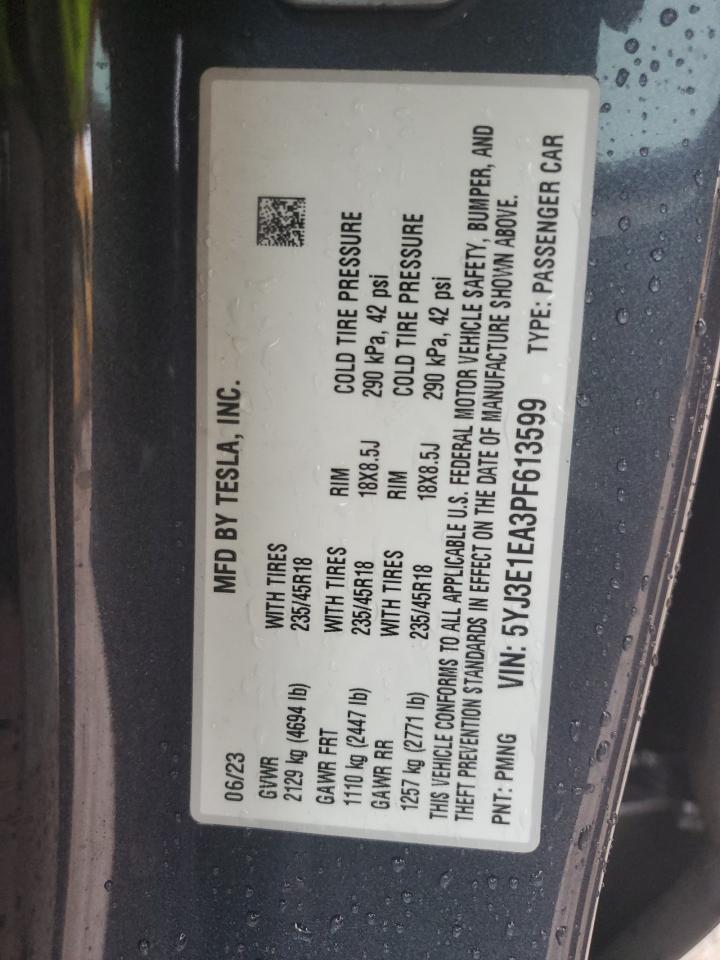 06/23 MFD BY TESLA, INC.
GVWR WITH TIRES
2129 kg (4694 lb) 235/45R18
GAWR FRT WITH TIRES RIM COLD TIRE PRESSURE
1110 kg (2447 lb) 235/45R18 18X8.5J 290 kPa, 42 psi
GAWR RR WITH TIRES RIM COLD TIRE PRESSURE
1257 kg (2771 lb) 235/45R18 18X8.5J 290 kPa, 42 psi
THIS VEHICLE CONFORMS TO ALL APPLICABLE U.S. FEDERAL MOTOR VEHICLE SAFETY, BUMPER, AND
THEFT PREVENTION STANDARDS IN EFFECT ON THE DATE OF MANUFACTURE SHOWN ABOVE.
PNT: PMNG VIN: 5YJ3E1EA3PF613599 TYPE: PASSENGER CAR